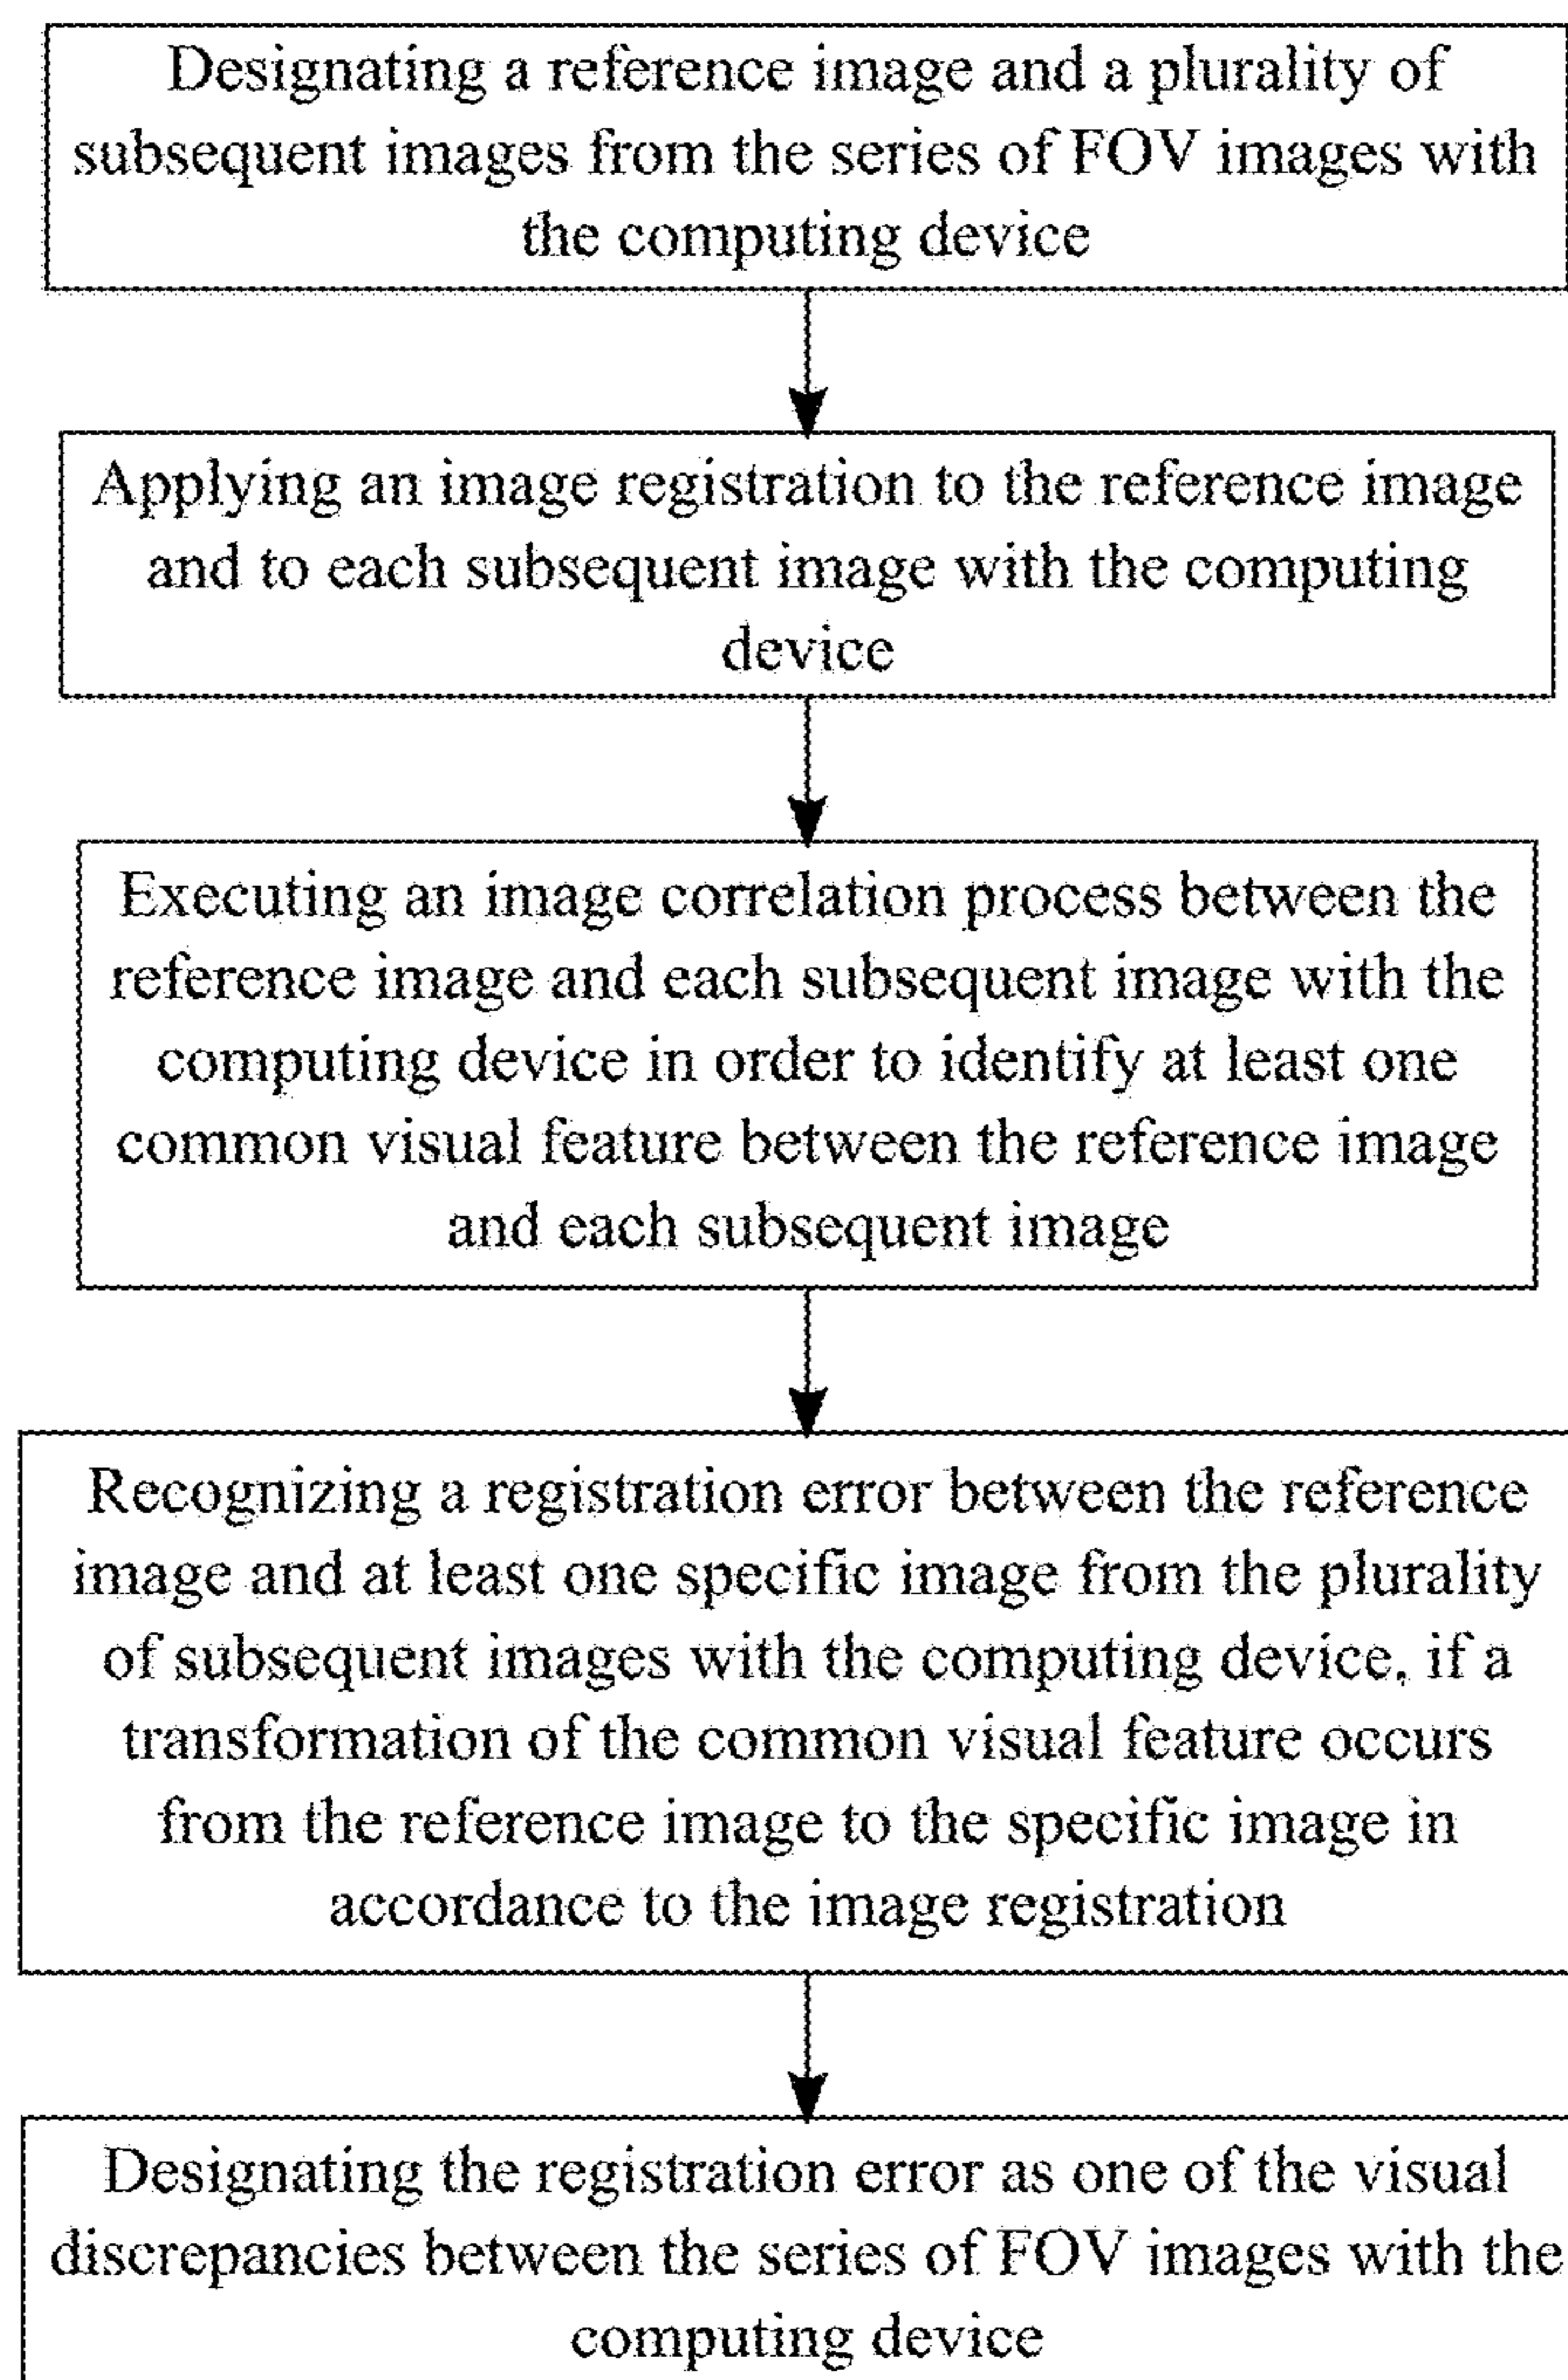 Designating a reference image and a plurality of
subsequent images from the series of FOV images with
the computing device
Applying an image registration to the reference image
and to each subsequent image with the computing
device
Executing an image correlation process between the
reference image and each subsequent image with the
computing device in order to identify at least one
common visual feature between the reference image
and each subsequent image
Recognizing a registration error between the reference
image and at least one specific image from the plurality
of subsequent images with the computing device, if a
transformation of the common visual feature occurs
from the reference image to the specific image in
accordance to the image registration
Designating the registration error as one of the visual
discrepancies between the series of FOV images with the
computing device